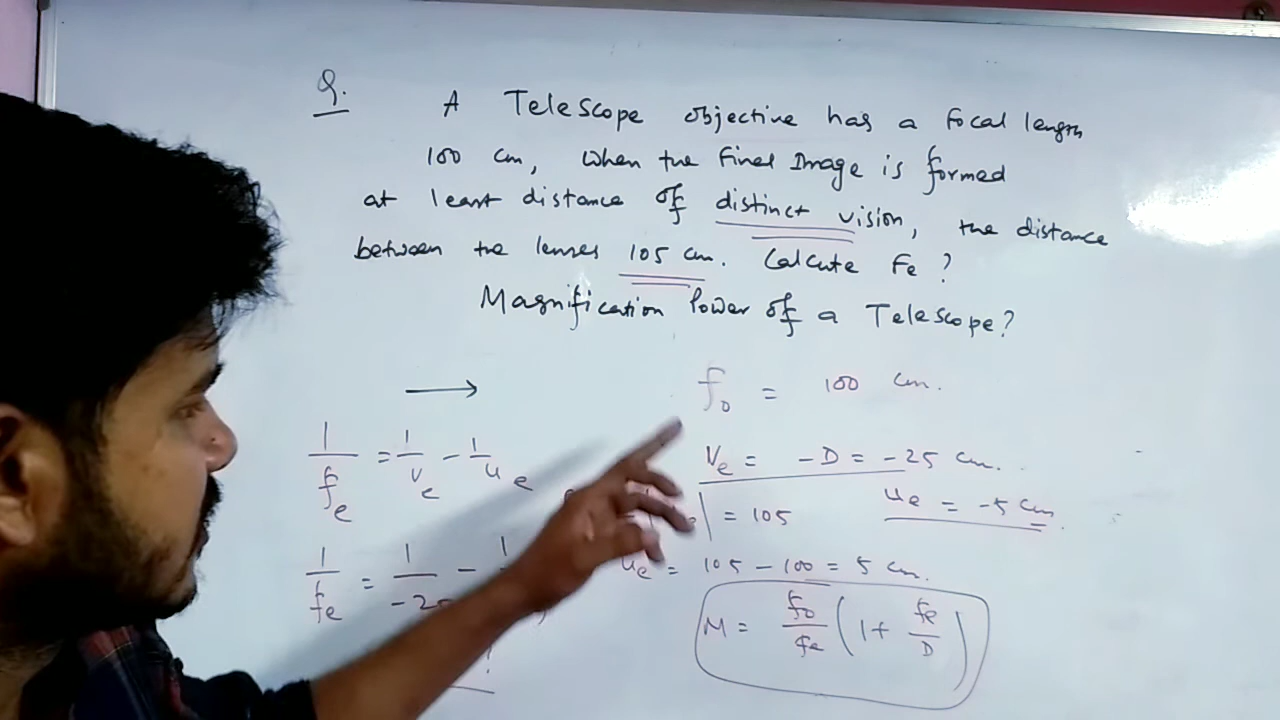 Q. A Telescope objective has a focal length
100 cm, When the Final Image is formed
at least distance of distinct vision, the distance
between the lenses 105 cm. Calcute Fe ?
Magnification Power of a Telescope?
f₀ = 100 cm.
1/fe = 1/ve - 1/ue
Ve = -D = -25 cm.
= 105
ue = -5 cm.
1/fe = 1/-25 - 1/
ue = 105 - 100 = 5 cm.
M = fo/fe (1 + fe/D)
?